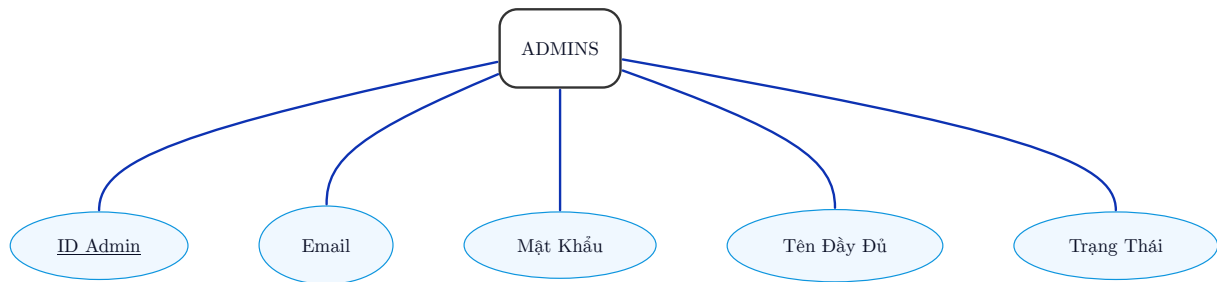 ADMINS
ID Admin
Email
Mật Khẩu
Tên Đầy Đủ
Trạng Thái